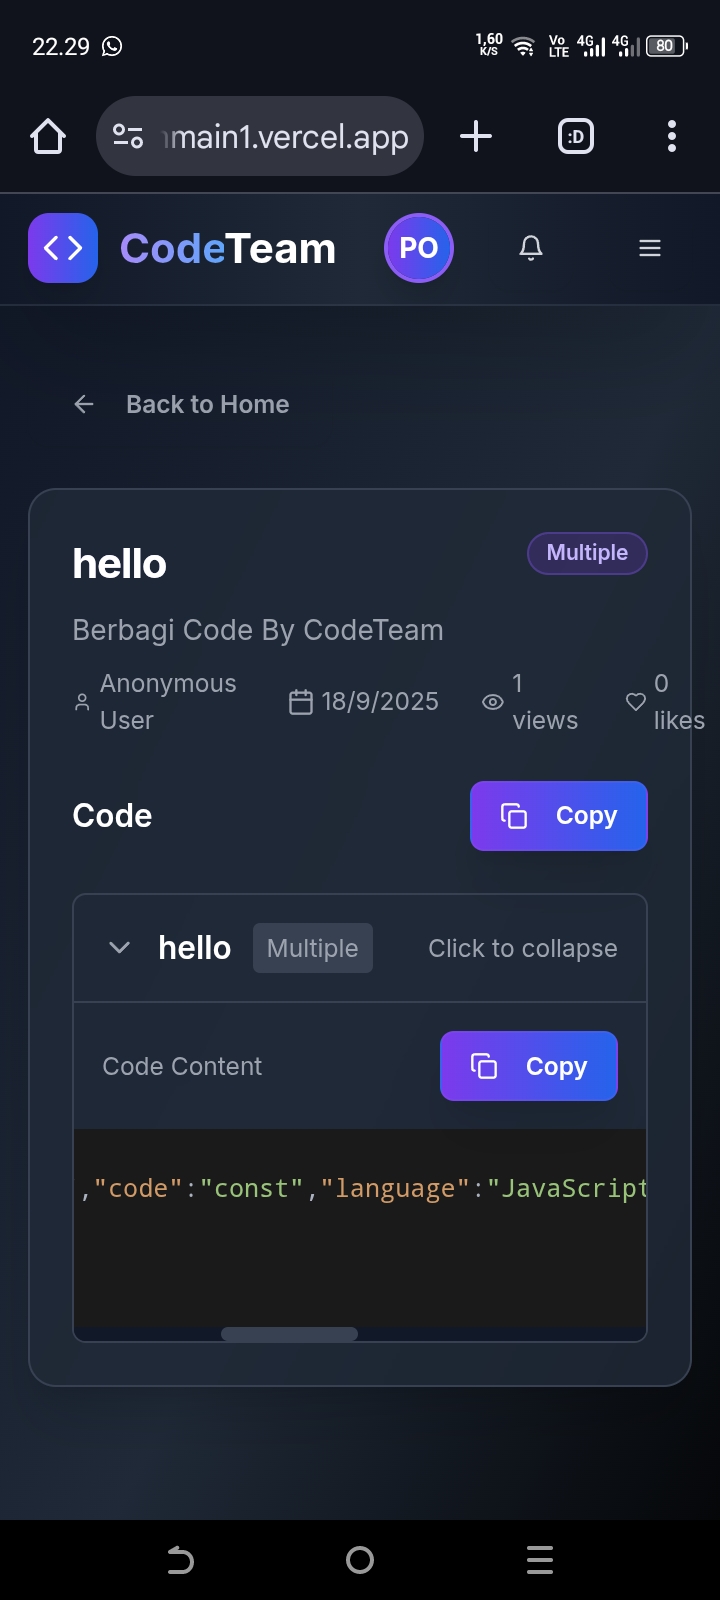 22.29
1,60 K/S
Vo LTE
4G
4G
80
main1.vercel.app
:D
CodeTeam
PO
Back to Home
hello
Multiple
Berbagi Code By CodeTeam
Anonymous User
18/9/2025
1 views
0 likes
Code
Copy
hello
Multiple
Click to collapse
Code Content
Copy
,"code":"const","language":"JavaScript